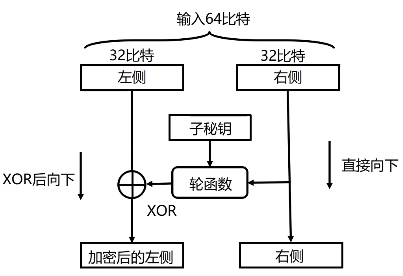 输入64比特
32比特
32比特
左侧
右侧
子秘钥
直接向下
XOR后向下
轮函数
XOR
加密后的左侧
右侧